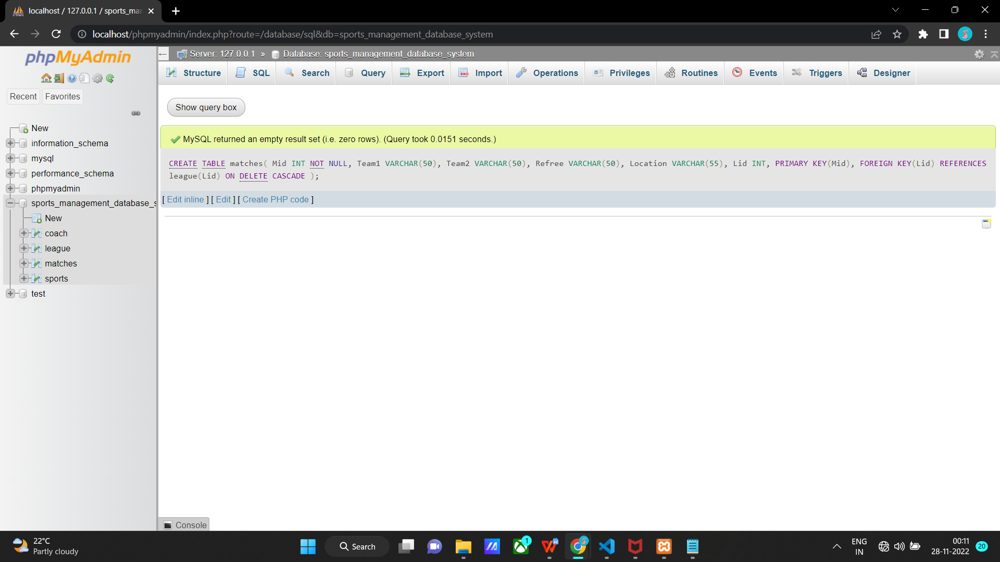 localhost / 127.0.0.1 / sports_mar
localhost/phpmyadmin/index.php?route=/database/sql&db=sports_management_database_system
phpMyAdmin
Recent
Favorites
New
information_schema
mysql
performance_schema
phpmyadmin
sports_management_database_s
New
coach
league
matches
sports
test
Server: 127.0.0.1 » Database: sports_management_database_system
Structure SQL Search Query Export Import Operations Privileges Routines Events Triggers Designer
Show query box
MySQL returned an empty result set (i.e. zero rows). (Query took 0.0151 seconds.)
CREATE TABLE matches( Mid INT NOT NULL, Team1 VARCHAR(50), Team2 VARCHAR(50), Refree VARCHAR(50), Location VARCHAR(55), Lid INT, PRIMARY KEY(Mid), FOREIGN KEY(Lid) REFERENCES
league(Lid) ON DELETE CASCADE );
[ Edit inline ] [ Edit ] [ Create PHP code ]
Console
22°C
Partly cloudy
Search
1
ENG
IN
00:11
28-11-2022
20